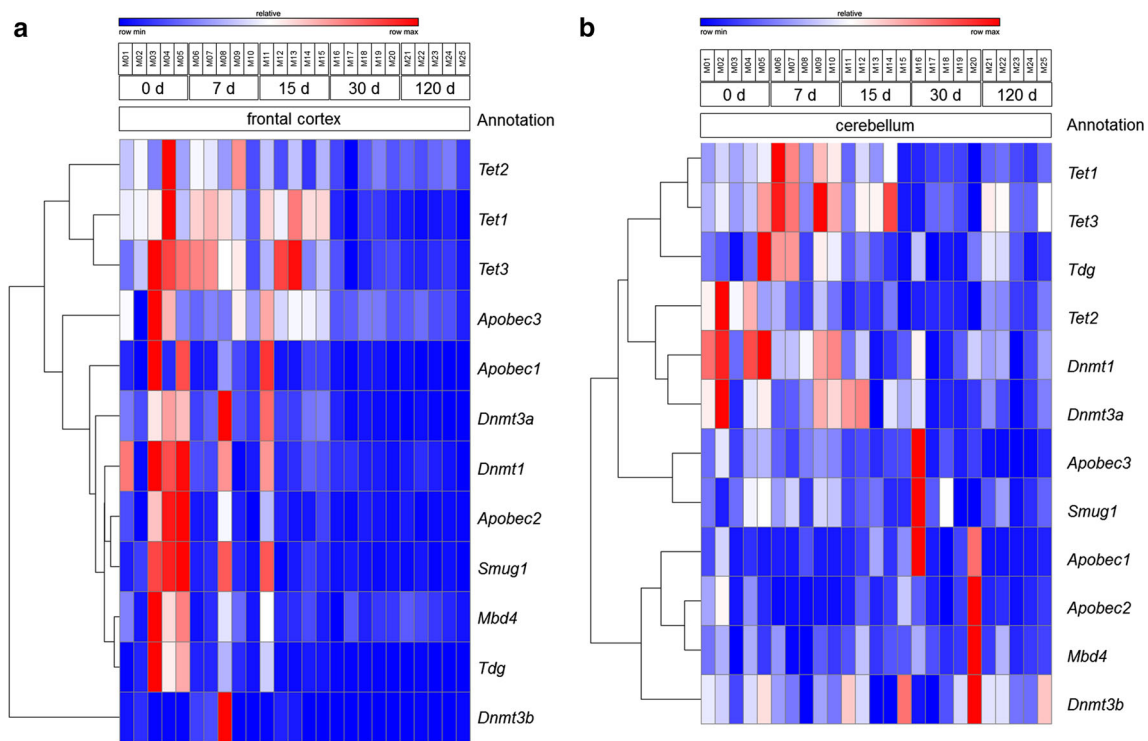 a
relative
row min row max
M01 M02 M03 M04 M05 M06 M07 M08 M09 M10 M11 M12 M13 M14 M15 M16 M17 M18 M19 M20 M21 M22 M23 M24 M25
0 d 7 d 15 d 30 d 120 d
frontal cortex Annotation
Tet2
Tet1
Tet3
Apobec3
Apobec1
Dnmt3a
Dnmt1
Apobec2
Smug1
Mbd4
Tdg
Dnmt3b
b
relative
row min row max
M01 M02 M03 M04 M05 M06 M07 M08 M09 M10 M11 M12 M13 M14 M15 M16 M17 M18 M19 M20 M21 M22 M23 M24 M25
0 d 7 d 15 d 30 d 120 d
cerebellum Annotation
Tet1
Tet3
Tdg
Tet2
Dnmt1
Dnmt3a
Apobec3
Smug1
Apobec1
Apobec2
Mbd4
Dnmt3b